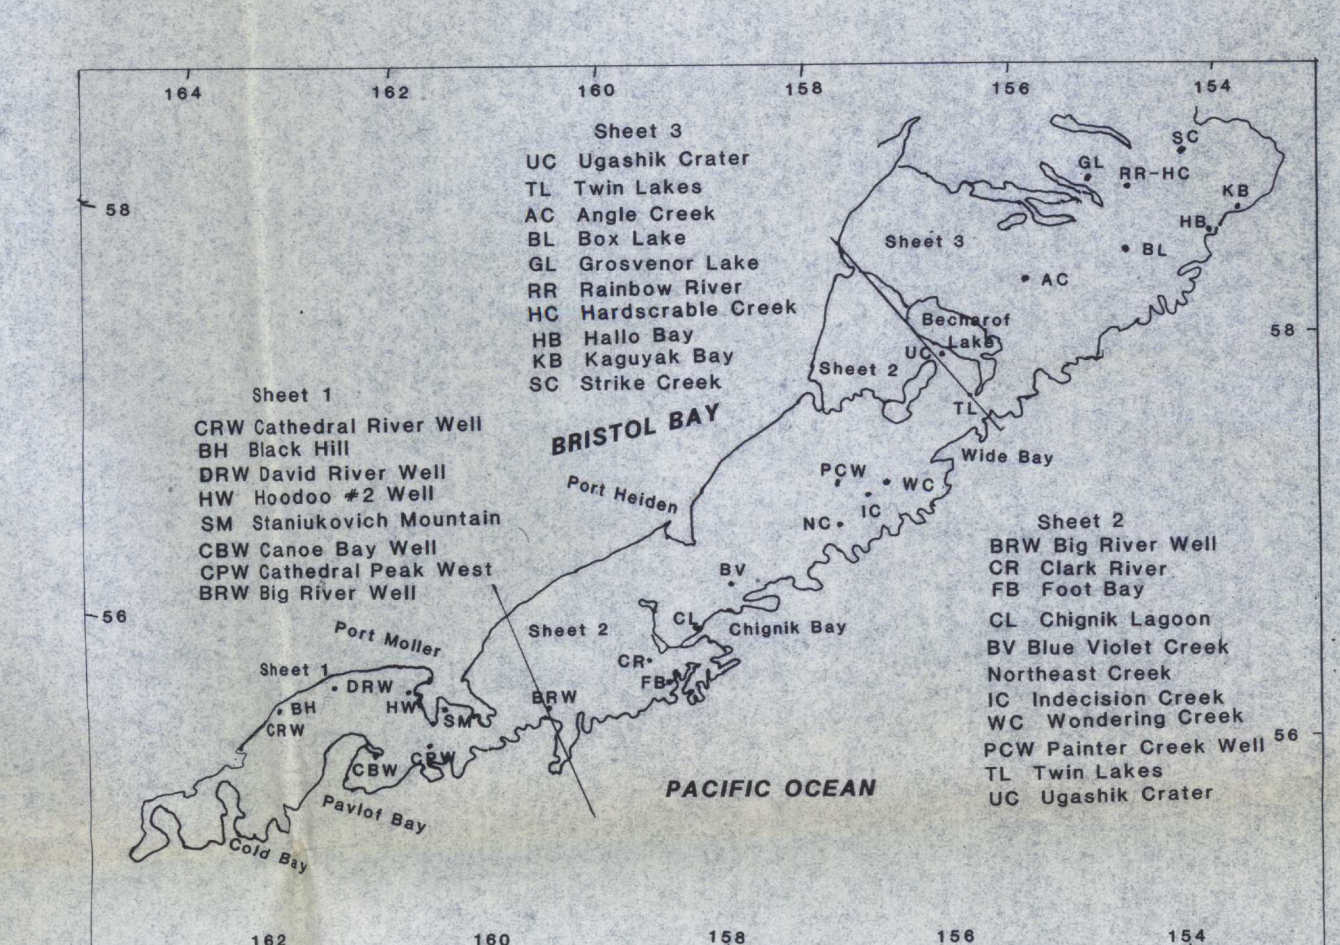 164 162 160 158 156 154
Sheet 3
UC Ugashik Crater
TL Twin Lakes
AC Angle Creek
BL Box Lake
GL Grosvenor Lake
RR Rainbow River
HC Hardscrable Creek
HB Hallo Bay
KB Kaguyak Bay
SC Strike Creek
58
SC
GL
RR-HC
KB
HB
Sheet 3
BL
AC
Becharof
Lake
58
UC
Sheet 2
TL
Wide Bay
Sheet 1
CRW Cathedral River Well
BH Black Hill
DRW David River Well
HW Hoodoo #2 Well
SM Staniukovich Mountain
CBW Canoe Bay Well
CPW Cathedral Peak West
BRW Big River Well
BRISTOL BAY
Port Heiden
PCW
WC
IC
NC
BV
Sheet 2
BRW Big River Well
CR Clark River
FB Foot Bay
CL Chignik Lagoon
BV Blue Violet Creek
Northeast Creek
IC Indecision Creek
WC Wondering Creek
PCW Painter Creek Well
TL Twin Lakes
UC Ugashik Crater
56
Port Moller
Sheet 2
CL
Chignik Bay
CR
FB
Sheet 1
DRW
BH
HW
SM
BRW
CRW
56
CBW
CPW
PACIFIC OCEAN
Pavlof Bay
Cold Bay
162 160 158 156 154